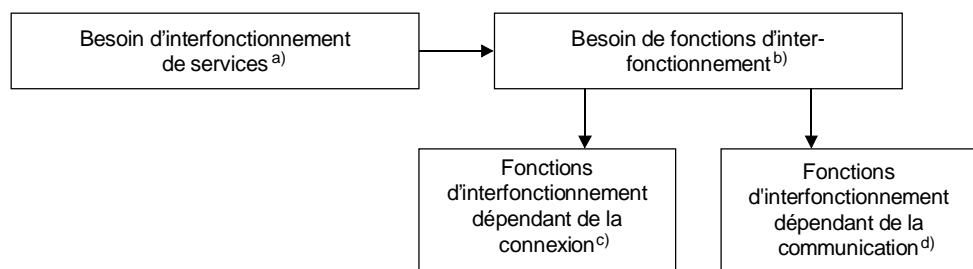 Besoin d’interfonctionnement
de services a)
Besoin de fonctions d’inter-
fonctionnement b)
Fonctions
d’interfonctionnement
dépendant de la
connexion c)
Fonctions
d'interfonctionnement
dépendant de la
communication d)